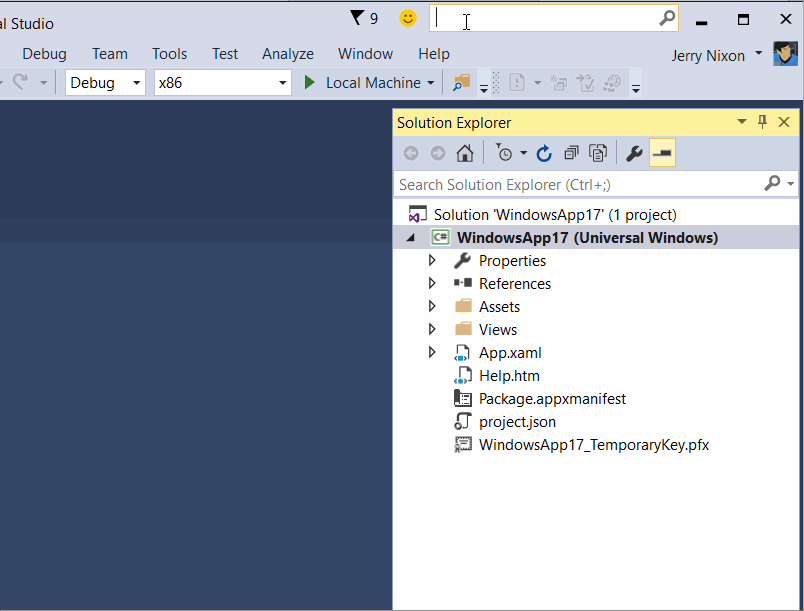 al Studio
9
Debug Team Tools Test Analyze Window Help
Jerry Nixon
Debug x86 Local Machine
Solution Explorer
Search Solution Explorer (Ctrl+;)
Solution 'WindowsApp17' (1 project)
C# WindowsApp17 (Universal Windows)
Properties
References
Assets
Views
App.xaml
Help.htm
Package.appxmanifest
project.json
WindowsApp17_TemporaryKey.pfx